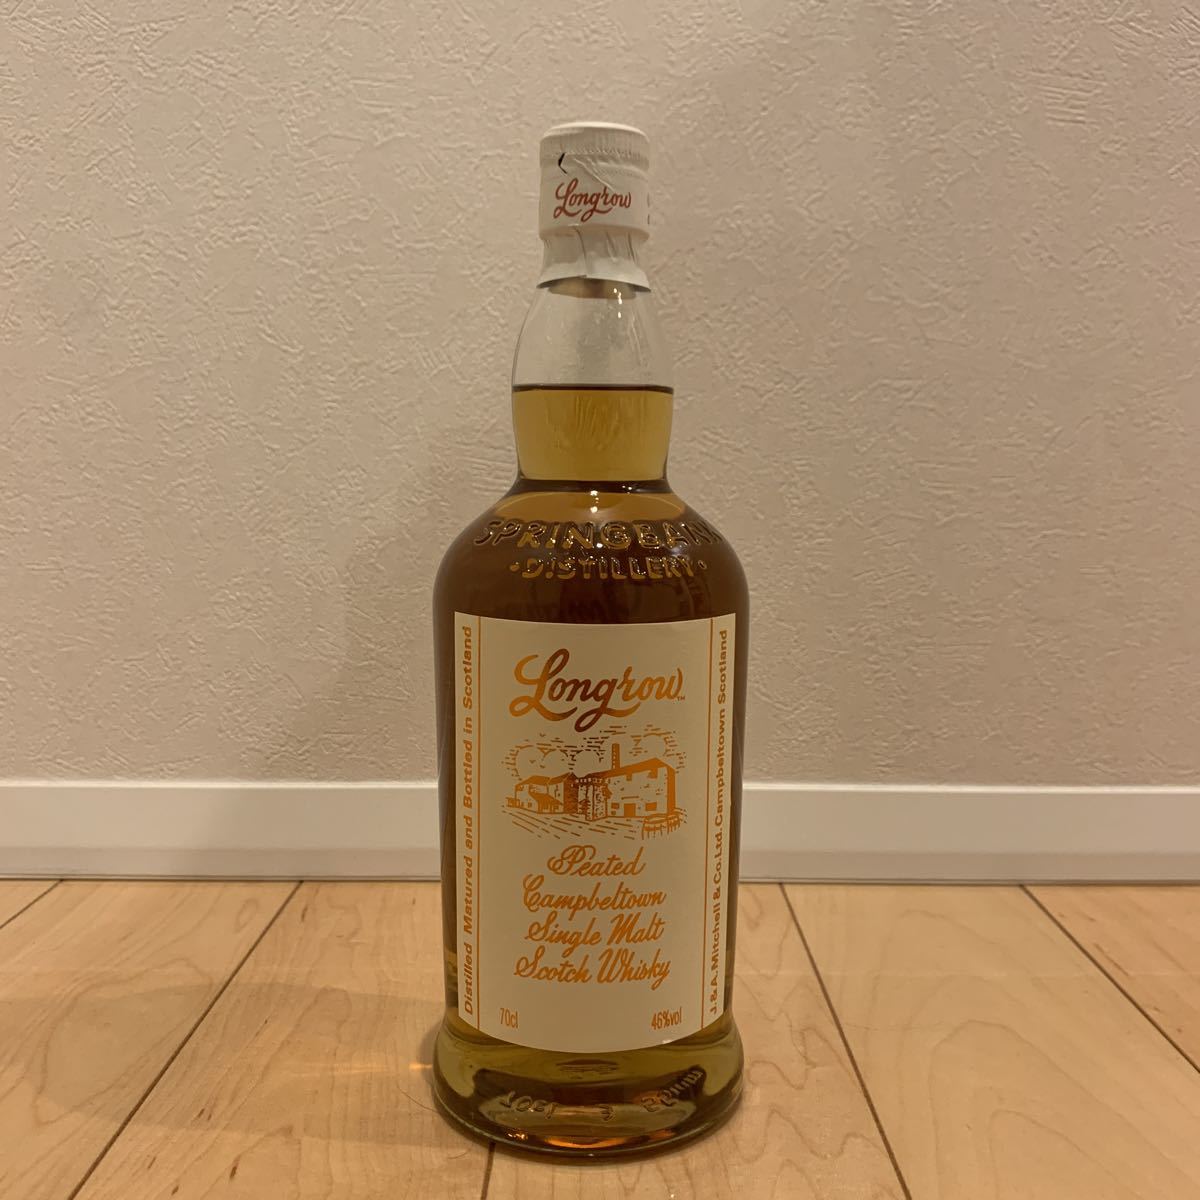 Longrow
SPRINGBANK
·DISTILLERY·
Distilled Matured and Bottled in Scotland
Longrow™
Peated
Campbeltown
Single Malt
Scotch Whisky
70cl
46%vol
J.&A.Mitchell & Co.Ltd. Campbeltown Scotland